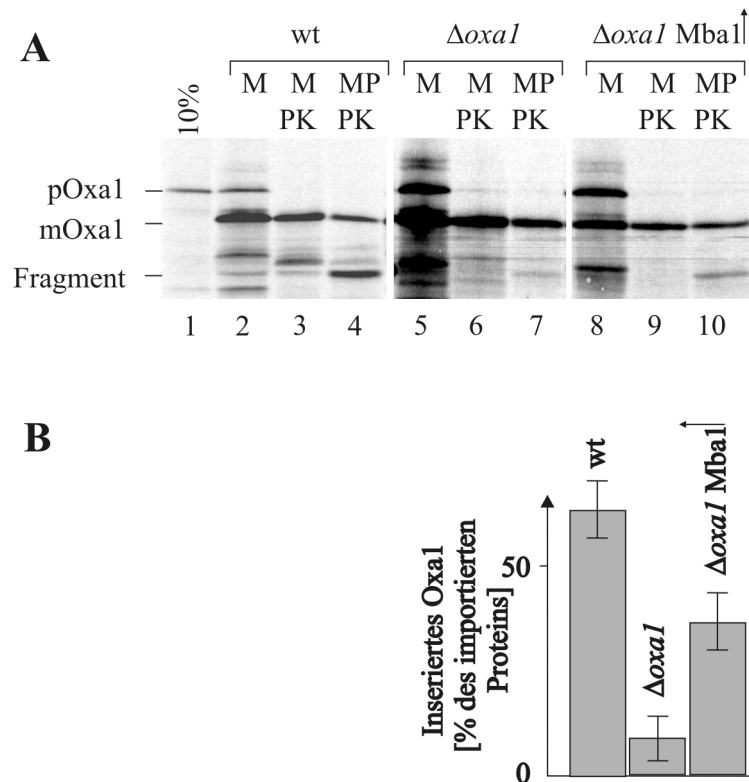 A
wt
Δoxa1
Δoxa1 Mba1↑
10%
M M MP M M MP M M MP
PK PK PK PK PK PK
pOxa1
mOxa1
Fragment
1 2 3 4 5 6 7 8 9 10
B
Inseriertes Oxa1
[% des importierten
Proteins]
50
0
wt
Δoxa1
Δoxa1 Mba1↑